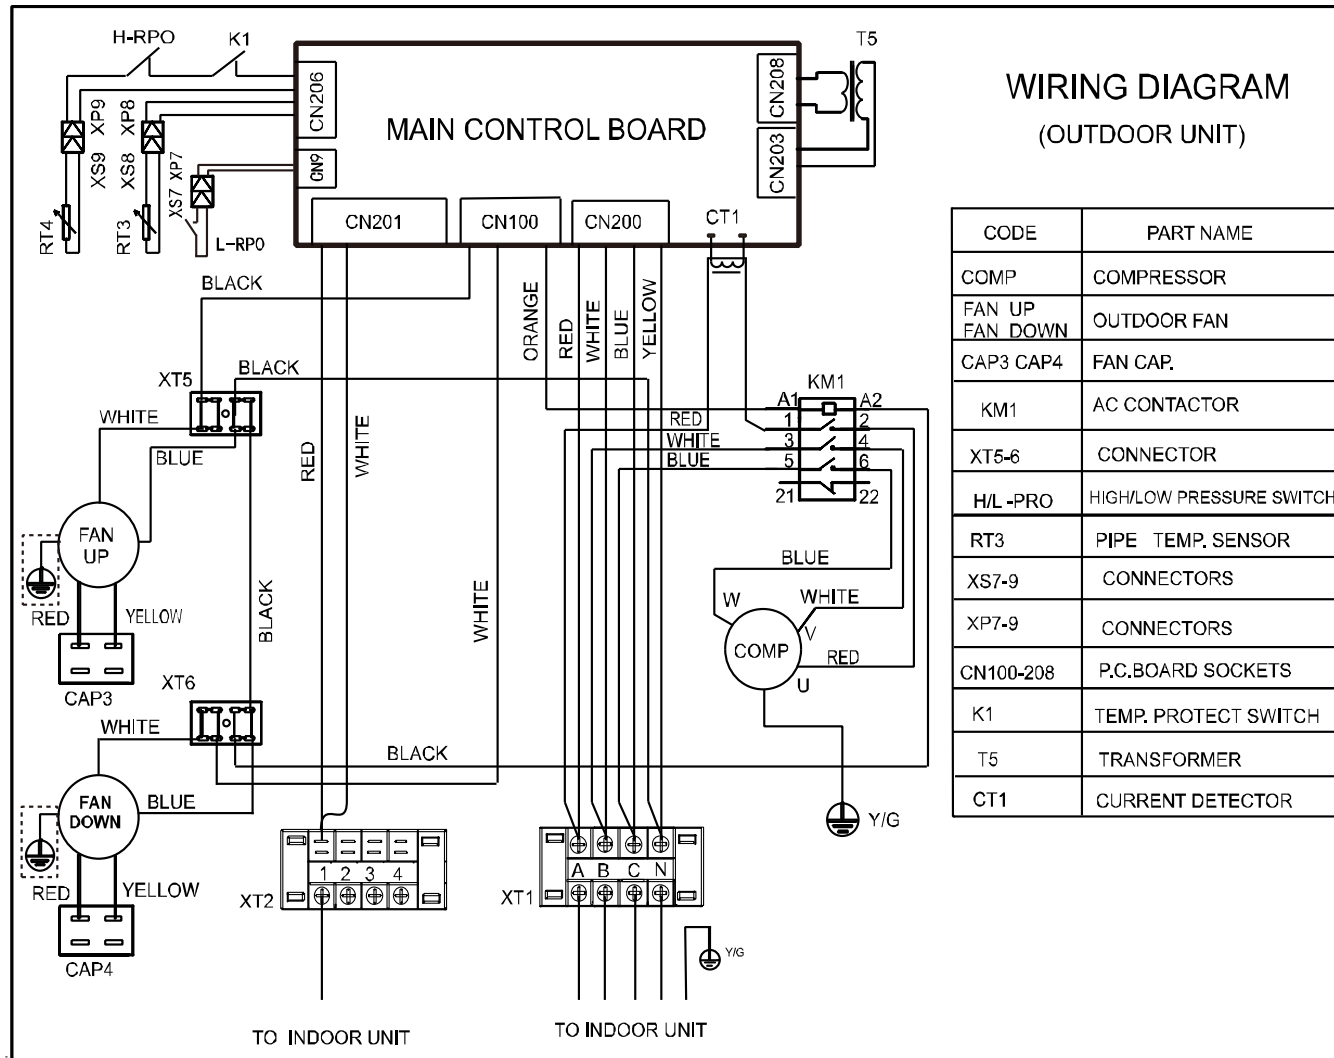 H-RPO
K1
T5
XP9
XP8
XS9
XS8
XS7 XP7
RT4
RT3
L-RPO
CN206
CN9
MAIN CONTROL BOARD
CN208
CN203
CN201
CN100
CN200
CT1
WIRING DIAGRAM
(OUTDOOR UNIT)
CODE PART NAME
COMP COMPRESSOR
FAN UP
FAN DOWN
OUTDOOR FAN
CAP3 CAP4 FAN CAP.
KM1 AC CONTACTOR
XT5-6 CONNECTOR
H/L -PRO HIGH/LOW PRESSURE SWITCH
RT3 PIPE TEMP. SENSOR
XS7-9 CONNECTORS
XP7-9 CONNECTORS
CN100-208 P.C.BOARD SOCKETS
K1 TEMP. PROTECT SWITCH
T5 TRANSFORMER
CT1 CURRENT DETECTOR
BLACK
ORANGE
RED
WHITE
BLUE
YELLOW
XT5
BLACK
WHITE
BLUE
RED
WHITE
KM1
A1 A2
RED 1 2
WHITE 3 4
BLUE 5 6
21 22
FAN
UP
RED
YELLOW
CAP3
BLACK
WHITE
BLUE
W
WHITE
V
COMP
RED
U
XT6
WHITE
BLACK
FAN
DOWN
BLUE
RED
YELLOW
CAP4
Y/G
XT2
1 2 3 4
XT1
A B C N
Y/G
TO INDOOR UNIT
TO INDOOR UNIT